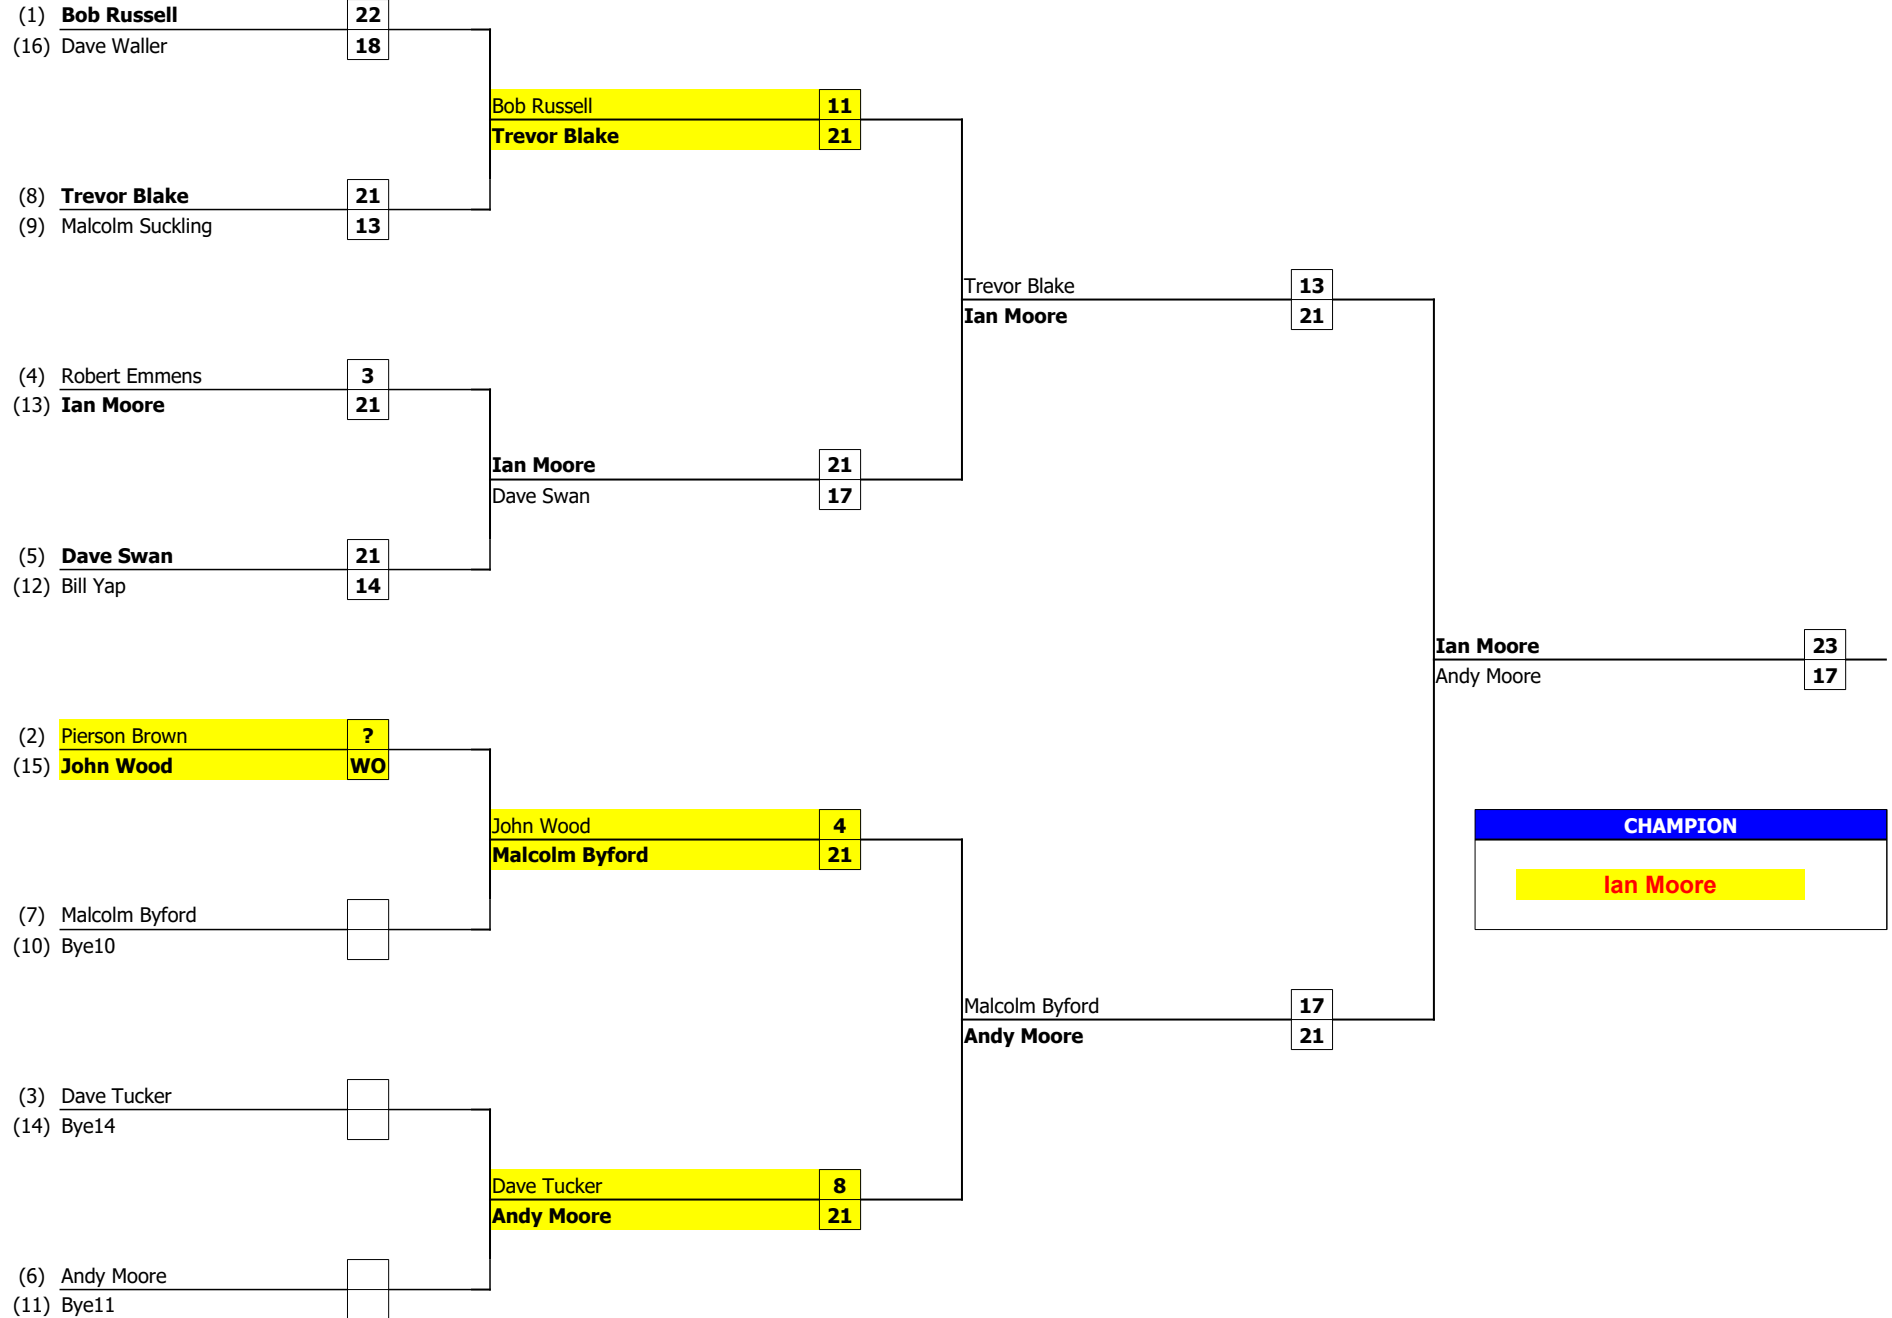 (1) Bob Russell 22
(16) Dave Waller 18
Bob Russell 11
Trevor Blake 21
(8) Trevor Blake 21
(9) Malcolm Suckling 13
Trevor Blake 13
Ian Moore 21
(4) Robert Emmens 3
(13) Ian Moore 21
Ian Moore 21
Dave Swan 17
(5) Dave Swan 21
(12) Bill Yap 14
Ian Moore 23
Andy Moore 17
(2) Pierson Brown ?
(15) John Wood WO
John Wood 4
Malcolm Byford 21
CHAMPION
Ian Moore
(7) Malcolm Byford
(10) Bye10
Malcolm Byford 17
Andy Moore 21
(3) Dave Tucker
(14) Bye14
Dave Tucker 8
Andy Moore 21
(6) Andy Moore
(11) Bye11